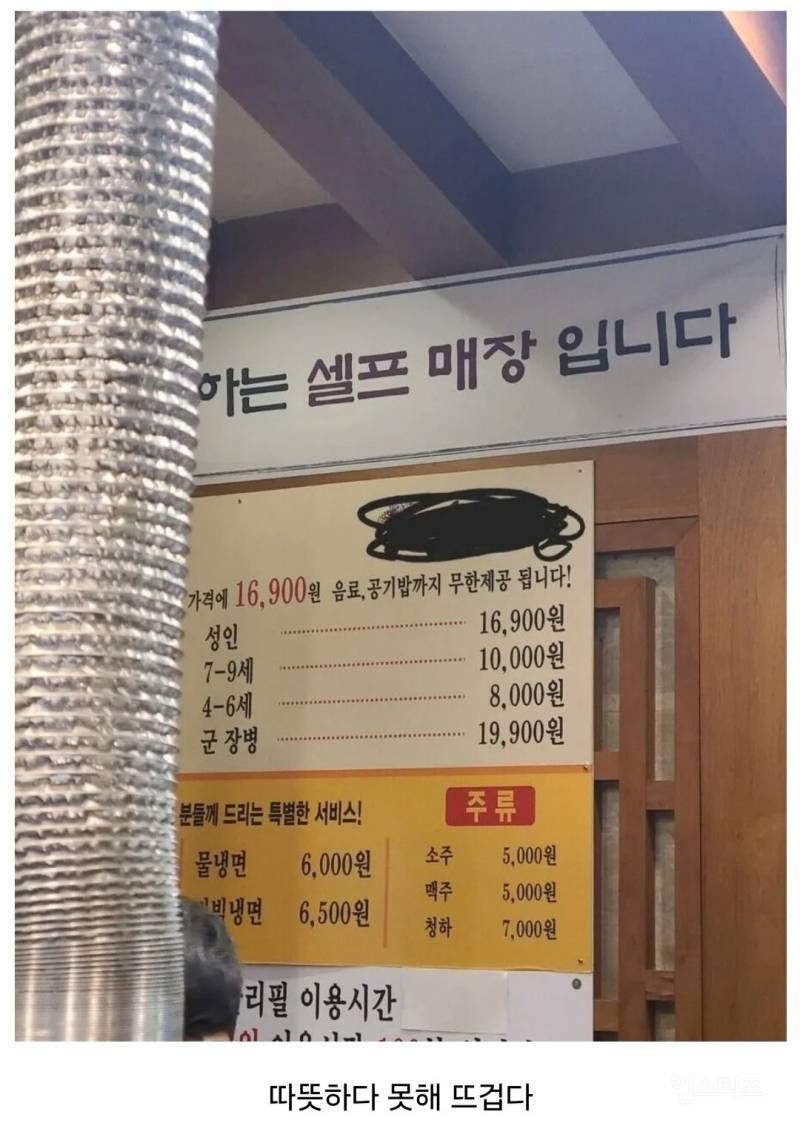 하는 셀프 매장 입니다
가격에 16,900원 음료,공기밥까지 무한제공 됩니다!
성인 16,900원
7-9세 10,000원
4-6세 8,000원
군 장병 19,900원
분들께 드리는 특별한 서비스!
물냉면 6,000원
냉면 6,500원
주류
소주 5,000원
맥주 5,000원
청하 7,000원
리필 이용시간
따뜻하다 못해 뜨겁다
인스티즈